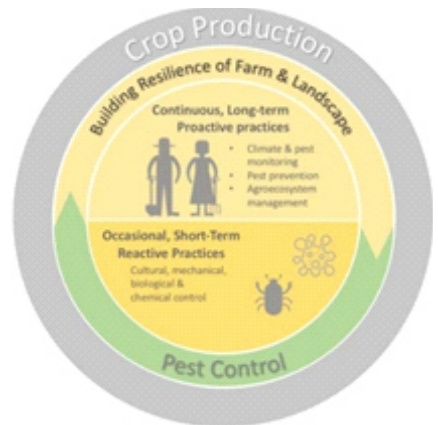 Crop Production
Building Resilience of Farm & Landscape
Continuous, Long-term
Proactive practices
• Climate & pest
monitoring
• Pest prevention
• Agroecosystem
management
Occasional, Short-Term
Reactive Practices
Cultural, mechanical,
biological &
chemical control
Pest Control